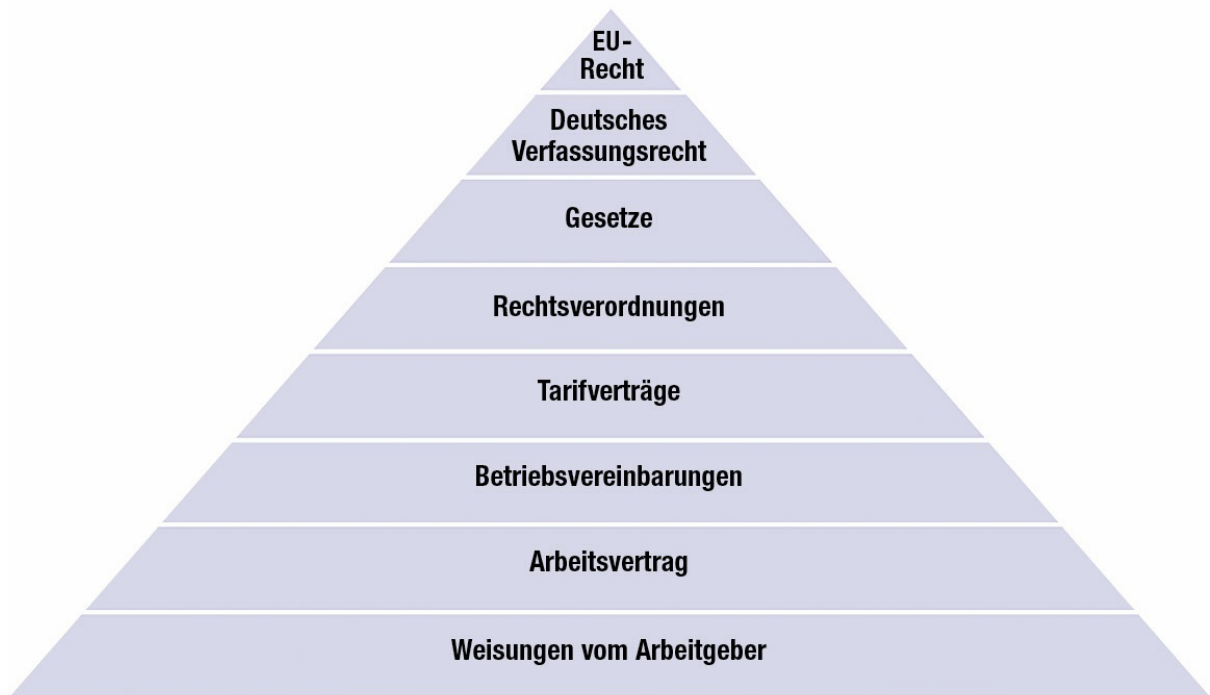 EU-
Recht
Deutsches
Verfassungsrecht
Gesetze
Rechtsverordnungen
Tarifverträge
Betriebsvereinbarungen
Arbeitsvertrag
Weisungen vom Arbeitgeber